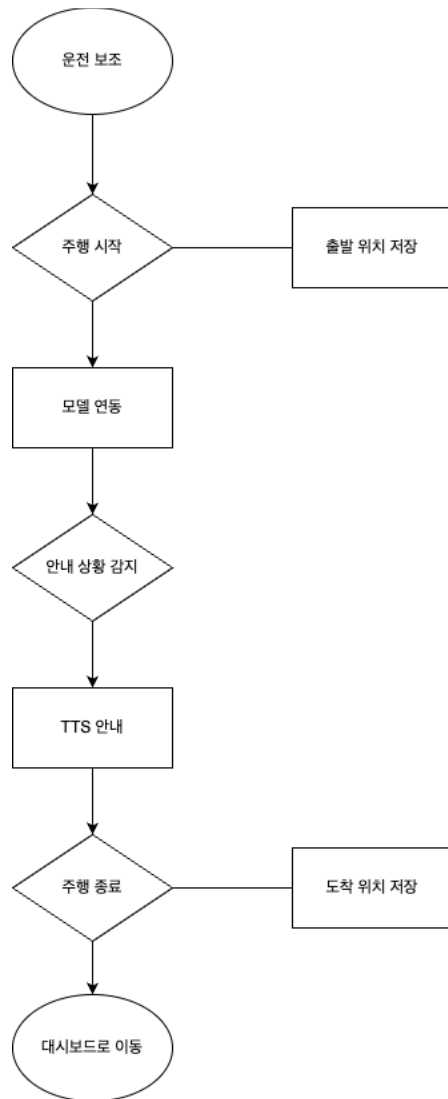 운전 보조
주행 시작
출발 위치 저장
모델 연동
안내 상황 감지
TTS 안내
주행 종료
도착 위치 저장
대시보드로 이동